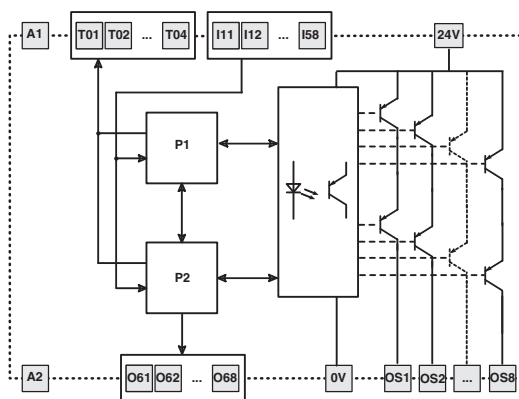 A1 T01 T02 ... T04 I11 I12 ... I58 24V
P1
P2
A2 O61 O62 ... O68 0V OS1 OS2 ... OS8